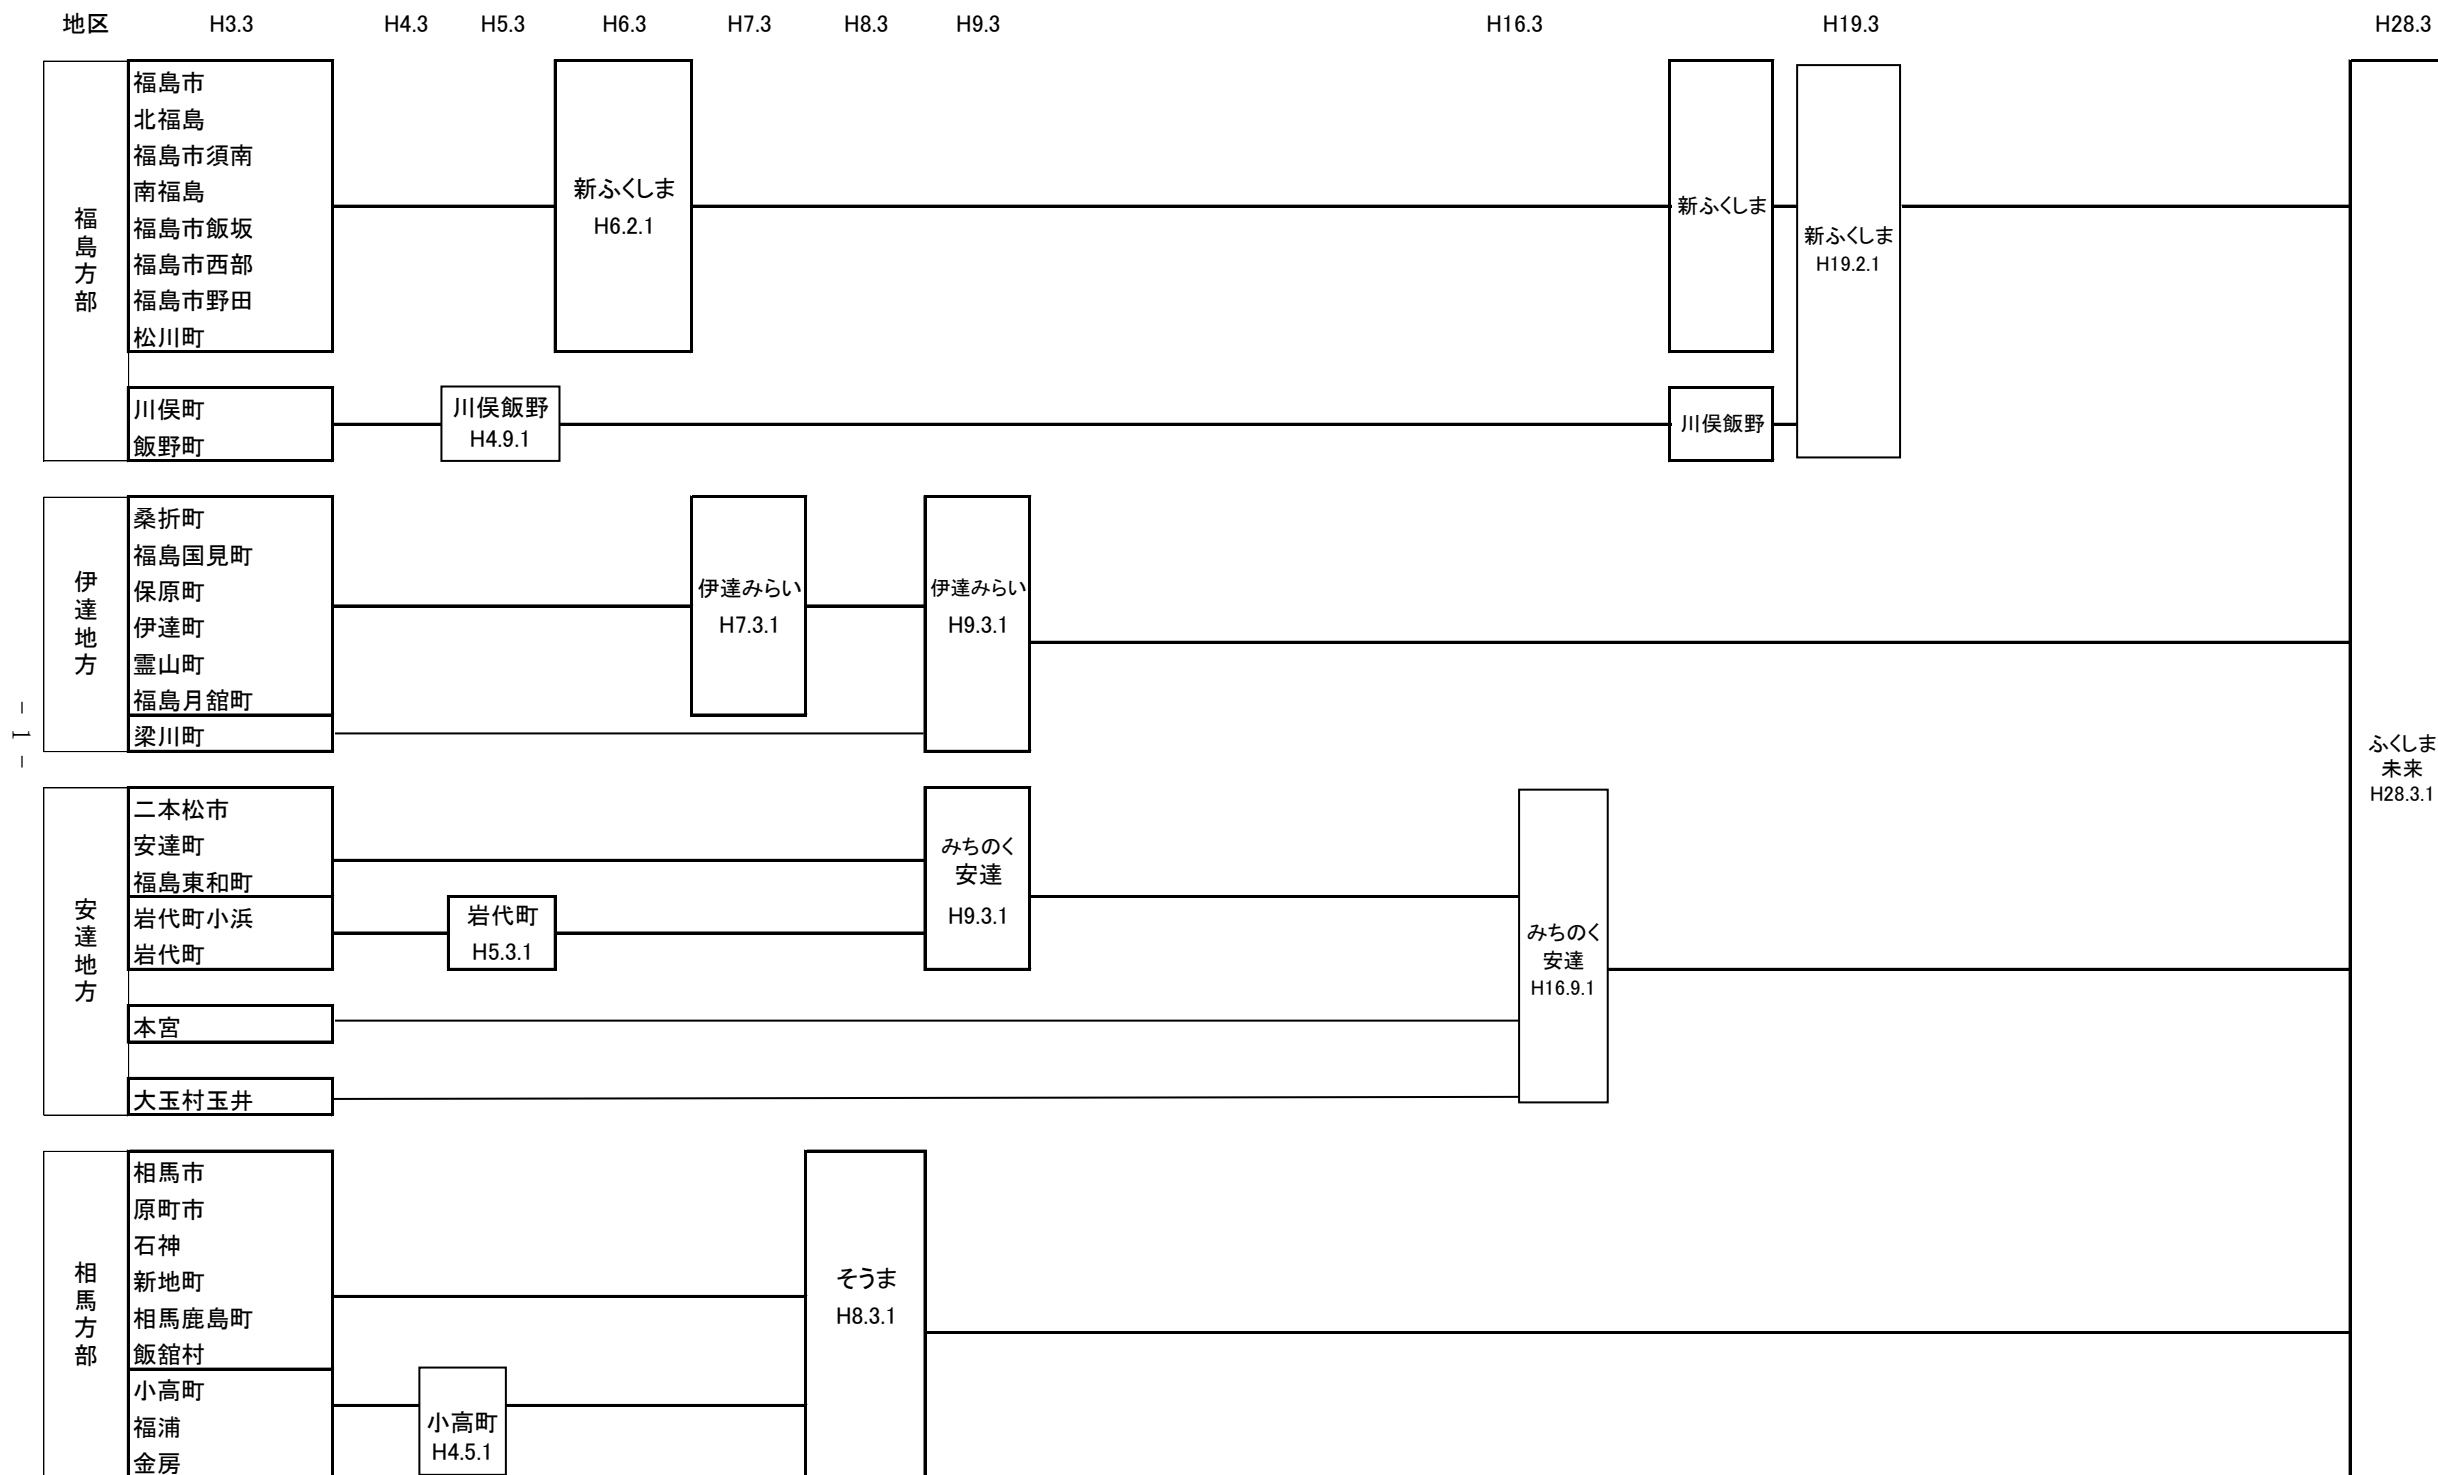 地区 H3.3 H4.3 H5.3 H6.3 H7.3 H8.3 H9.3 H16.3 H19.3 H28.3
福島方部
福島市
北福島
福島市須南
南福島
福島市飯坂
福島市西部
福島市野田
松川町
新ふくしま
H6.2.1
新ふくしま
新ふくしま
H19.2.1
川俣町
飯野町
川俣飯野
H4.9.1
川俣飯野
伊達地方
桑折町
福島国見町
保原町
伊達町
霊山町
福島月舘町
梁川町
伊達みらい
H7.3.1
伊達みらい
H9.3.1
- 1 -
ふくしま
未来
H28.3.1
安達地方
二本松市
安達町
福島東和町
岩代町小浜
岩代町
岩代町
H5.3.1
みちのく
安達
H9.3.1
みちのく
安達
H16.9.1
本宮
大玉村玉井
相馬方部
相馬市
原町市
石神
新地町
相馬鹿島町
飯舘村
小高町
福浦
金房
小高町
H4.5.1
そうま
H8.3.1